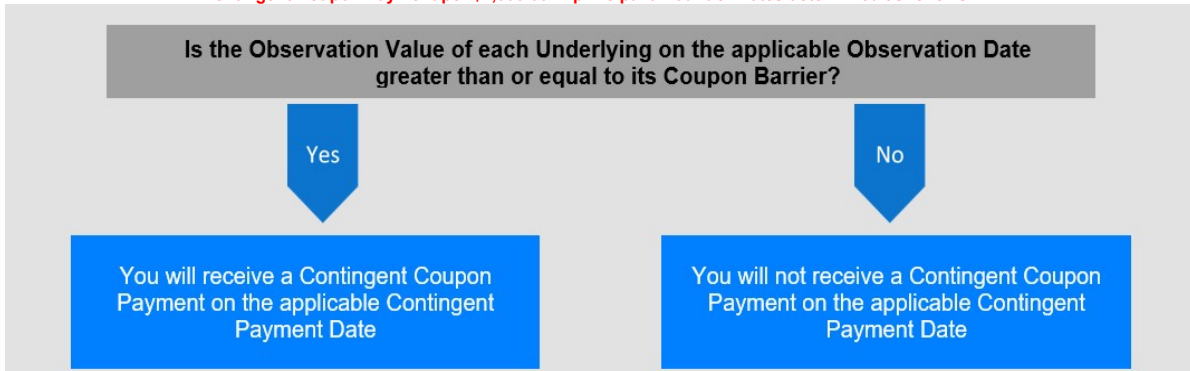 Is the Observation Value of each Underlying on the applicable Observation Date
greater than or equal to its Coupon Barrier?
Yes
No
You will receive a Contingent Coupon
Payment on the applicable Contingent
Payment Date
You will not receive a Contingent Coupon
Payment on the applicable Contingent
Payment Date